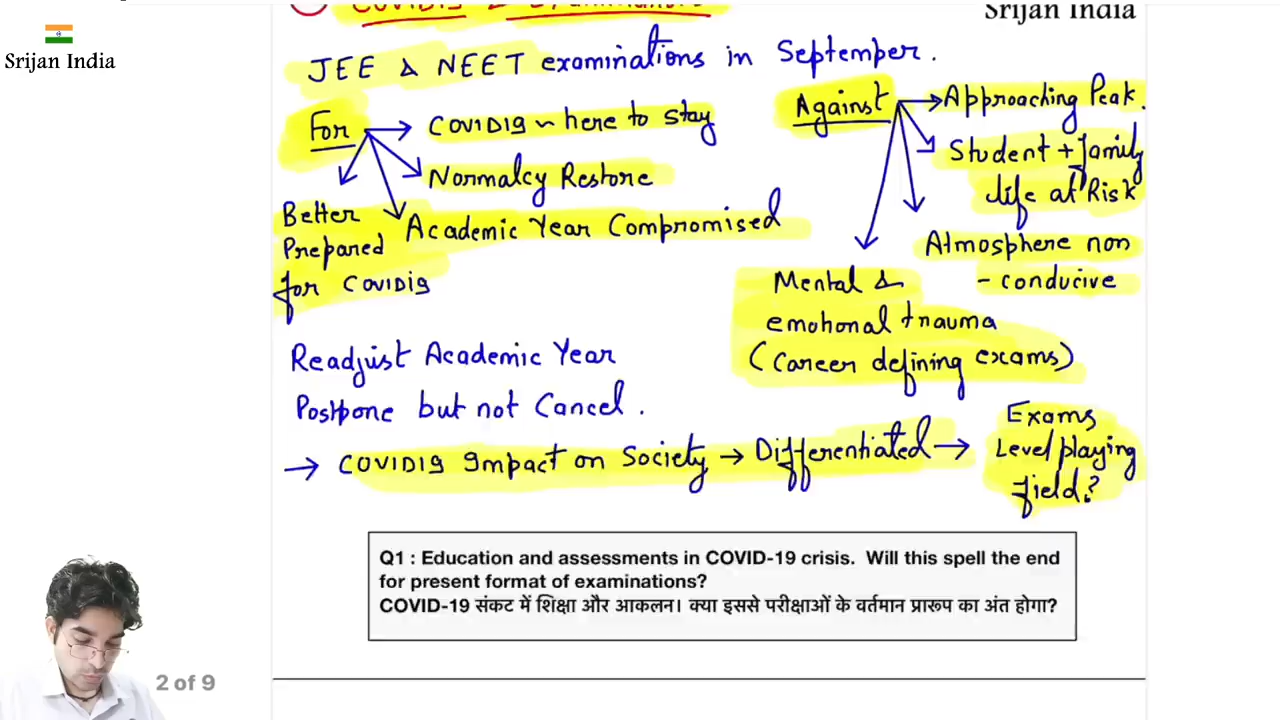 COVID19 & Examinations
Srijan India
Srijan India
JEE & NEET examinations in September.
For
COVID19 ~ here to stay
Normalcy Restore
Academic Year Compromised
Better
Prepared
for COVID19
Against
Approaching Peak.
Student + family
life at Risk
Atmosphere non
- conducive
Mental &
emotional trauma
(Career defining exams)
Readjust Academic Year
Postpone but not Cancel.
→ COVID19 Impact on Society → Differentiated →
Exams
Level playing
field?
Q1 : Education and assessments in COVID-19 crisis. Will this spell the end
for present format of examinations?
COVID-19 संकट में शिक्षा और आकलन। क्या इससे परीक्षाओं के वर्तमान प्रारूप का अंत होगा?
2 of 9